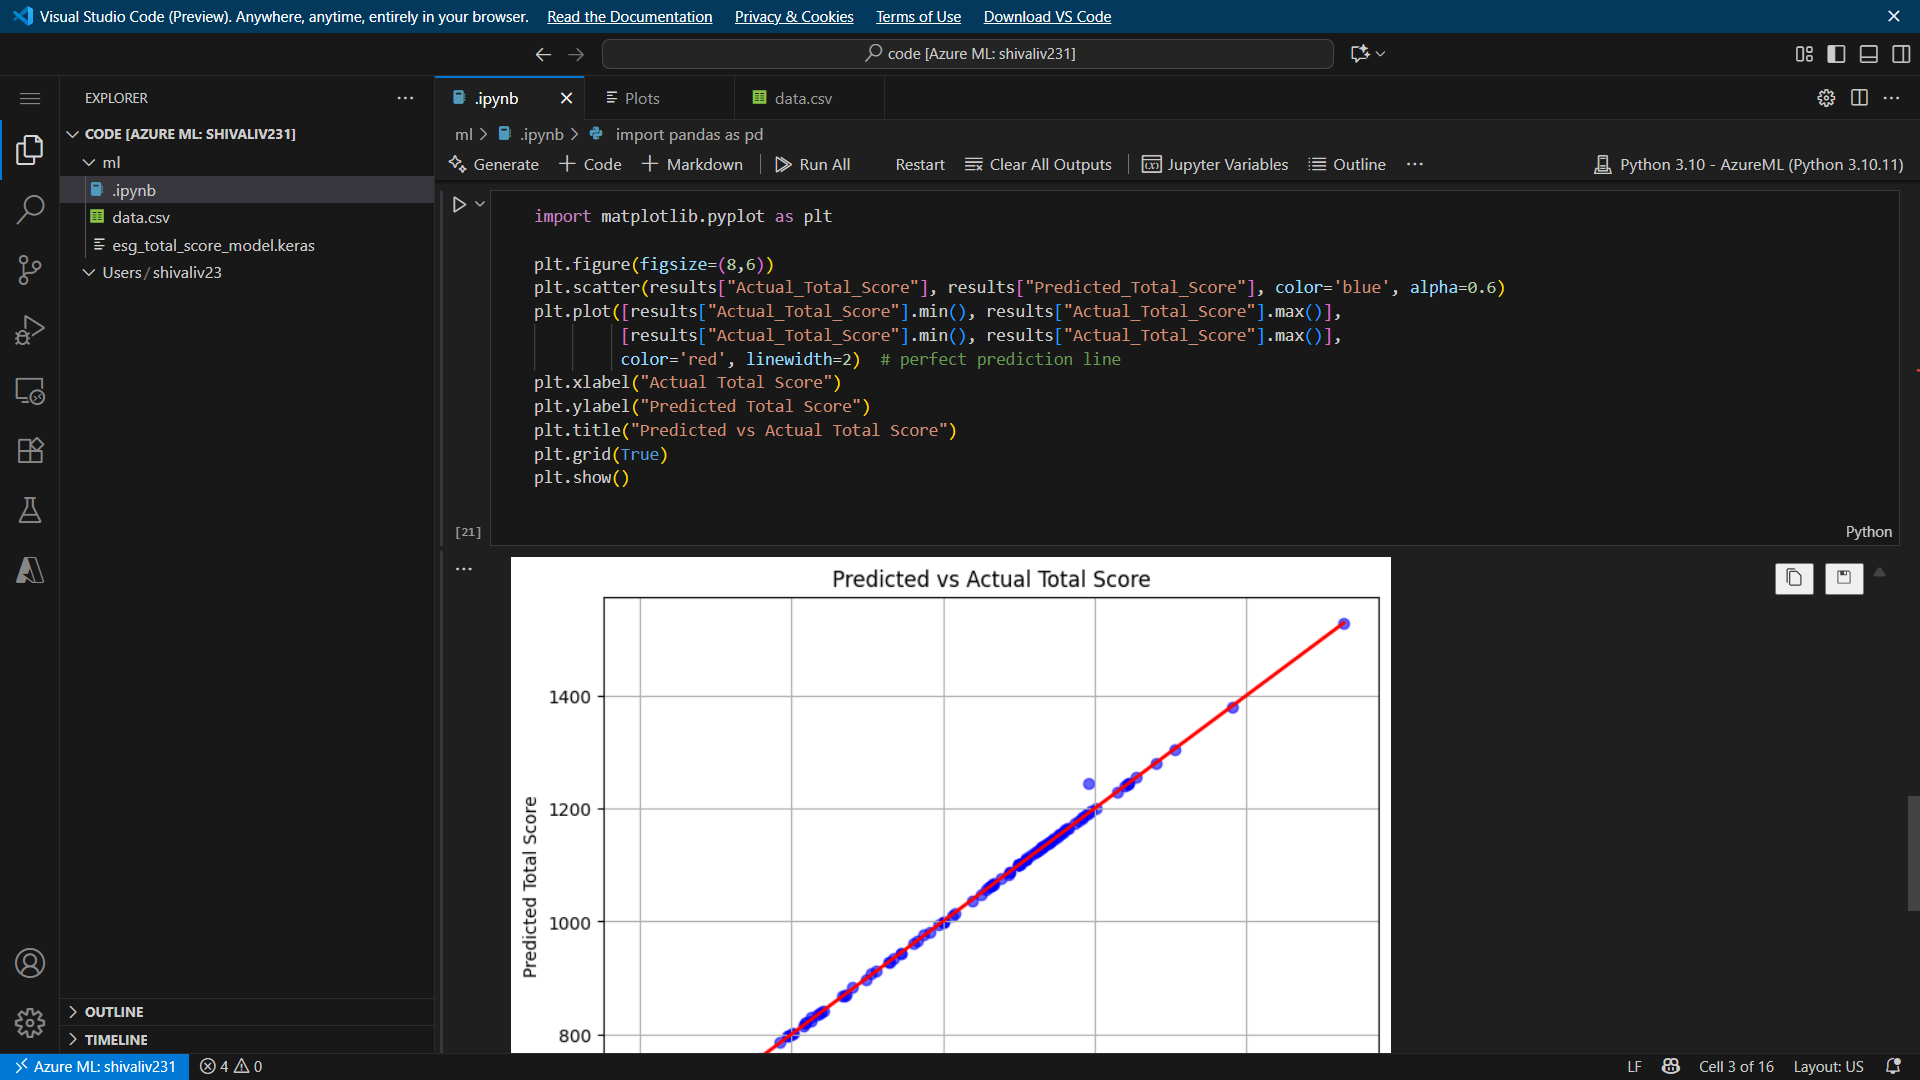 Visual Studio Code (Preview). Anywhere, anytime, entirely in your browser. Read the Documentation Privacy & Cookies Terms of Use Download VS Code
code [Azure ML: shivaliv231]
EXPLORER
CODE [AZURE ML: SHIVALIV231]
ml
.ipynb
data.csv
esg_total_score_model.keras
Users / shivaliv23
OUTLINE
TIMELINE
.ipynb Plots data.csv
ml > .ipynb > import pandas as pd
Generate + Code + Markdown Run All Restart Clear All Outputs Jupyter Variables Outline ... Python 3.10 - AzureML (Python 3.10.11)
import matplotlib.pyplot as plt
plt.figure(figsize=(8,6))
plt.scatter(results["Actual_Total_Score"], results["Predicted_Total_Score"], color='blue', alpha=0.6)
plt.plot([results["Actual_Total_Score"].min(), results["Actual_Total_Score"].max()],
[results["Actual_Total_Score"].min(), results["Actual_Total_Score"].max()],
color='red', linewidth=2)  # perfect prediction line
plt.xlabel("Actual Total Score")
plt.ylabel("Predicted Total Score")
plt.title("Predicted vs Actual Total Score")
plt.grid(True)
plt.show()
[21]
Python
Predicted vs Actual Total Score
Predicted Total Score
1400
1200
1000
800
Azure ML: shivaliv231 4 0 LF Cell 3 of 16 Layout: US